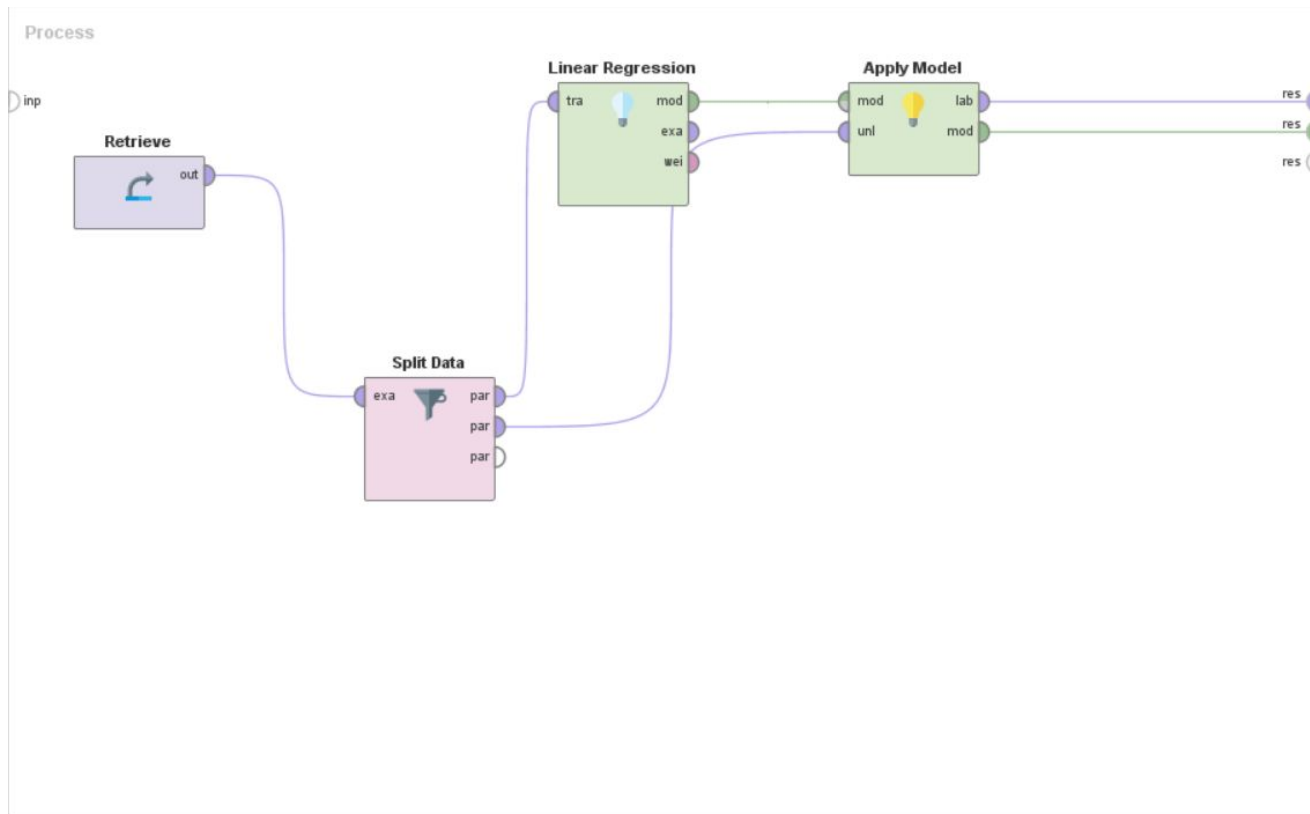 Process
inp
Retrieve
out
Split Data
exa
par
par
par
Linear Regression
tra
mod
exa
wei
Apply Model
mod
lab
unl
mod
res
res
res